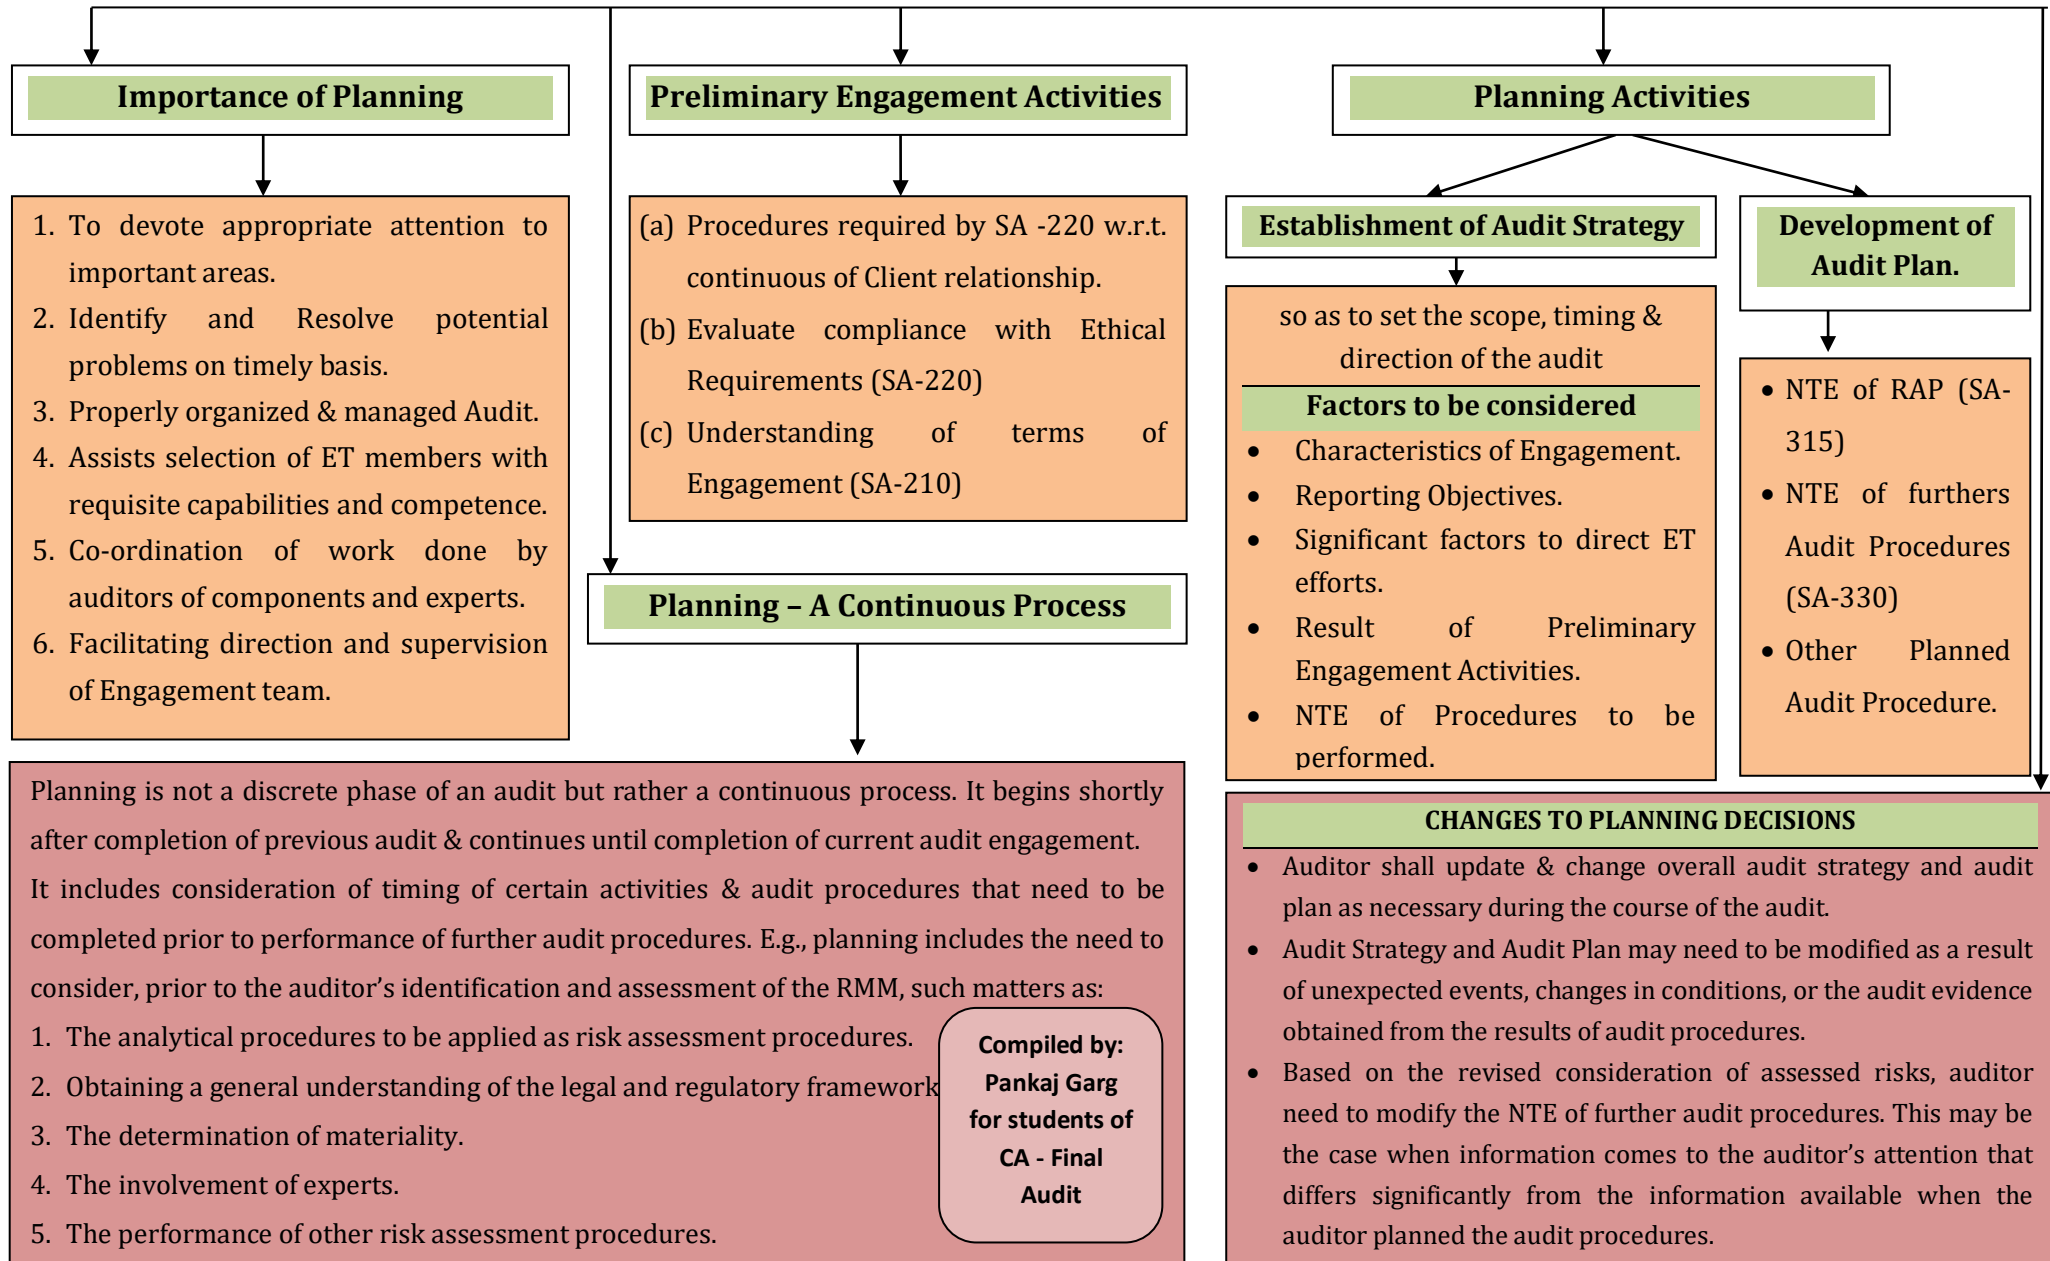 Importance of Planning
1. To devote appropriate attention to
important areas.
2. Identify and Resolve potential
problems on timely basis.
3. Properly organized & managed Audit.
4. Assists selection of ET members with
requisite capabilities and competence.
5. Co-ordination of work done by
auditors of components and experts.
6. Facilitating direction and supervision
of Engagement team.
Preliminary Engagement Activities
(a) Procedures required by SA -220 w.r.t.
continuous of Client relationship.
(b) Evaluate compliance with Ethical
Requirements (SA-220)
(c) Understanding of terms of
Engagement (SA-210)
Planning – A Continuous Process
Planning is not a discrete phase of an audit but rather a continuous process. It begins shortly
after completion of previous audit & continues until completion of current audit engagement.
It includes consideration of timing of certain activities & audit procedures that need to be
completed prior to performance of further audit procedures. E.g., planning includes the need to
consider, prior to the auditor’s identification and assessment of the RMM, such matters as:
1. The analytical procedures to be applied as risk assessment procedures.
2. Obtaining a general understanding of the legal and regulatory framework
3. The determination of materiality.
4. The involvement of experts.
5. The performance of other risk assessment procedures.
Compiled by:
Pankaj Garg
for students of
CA - Final
Audit
Planning Activities
Establishment of Audit Strategy
so as to set the scope, timing &
direction of the audit
Factors to be considered
• Characteristics of Engagement.
• Reporting Objectives.
• Significant factors to direct ET
efforts.
• Result of Preliminary
Engagement Activities.
• NTE of Procedures to be
performed.
Development of
Audit Plan.
• NTE of RAP (SA-
315)
• NTE of furthers
Audit Procedures
(SA-330)
• Other Planned
Audit Procedure.
CHANGES TO PLANNING DECISIONS
• Auditor shall update & change overall audit strategy and audit
plan as necessary during the course of the audit.
• Audit Strategy and Audit Plan may need to be modified as a result
of unexpected events, changes in conditions, or the audit evidence
obtained from the results of audit procedures.
• Based on the revised consideration of assessed risks, auditor
need to modify the NTE of further audit procedures. This may be
the case when information comes to the auditor’s attention that
differs significantly from the information available when the
auditor planned the audit procedures.